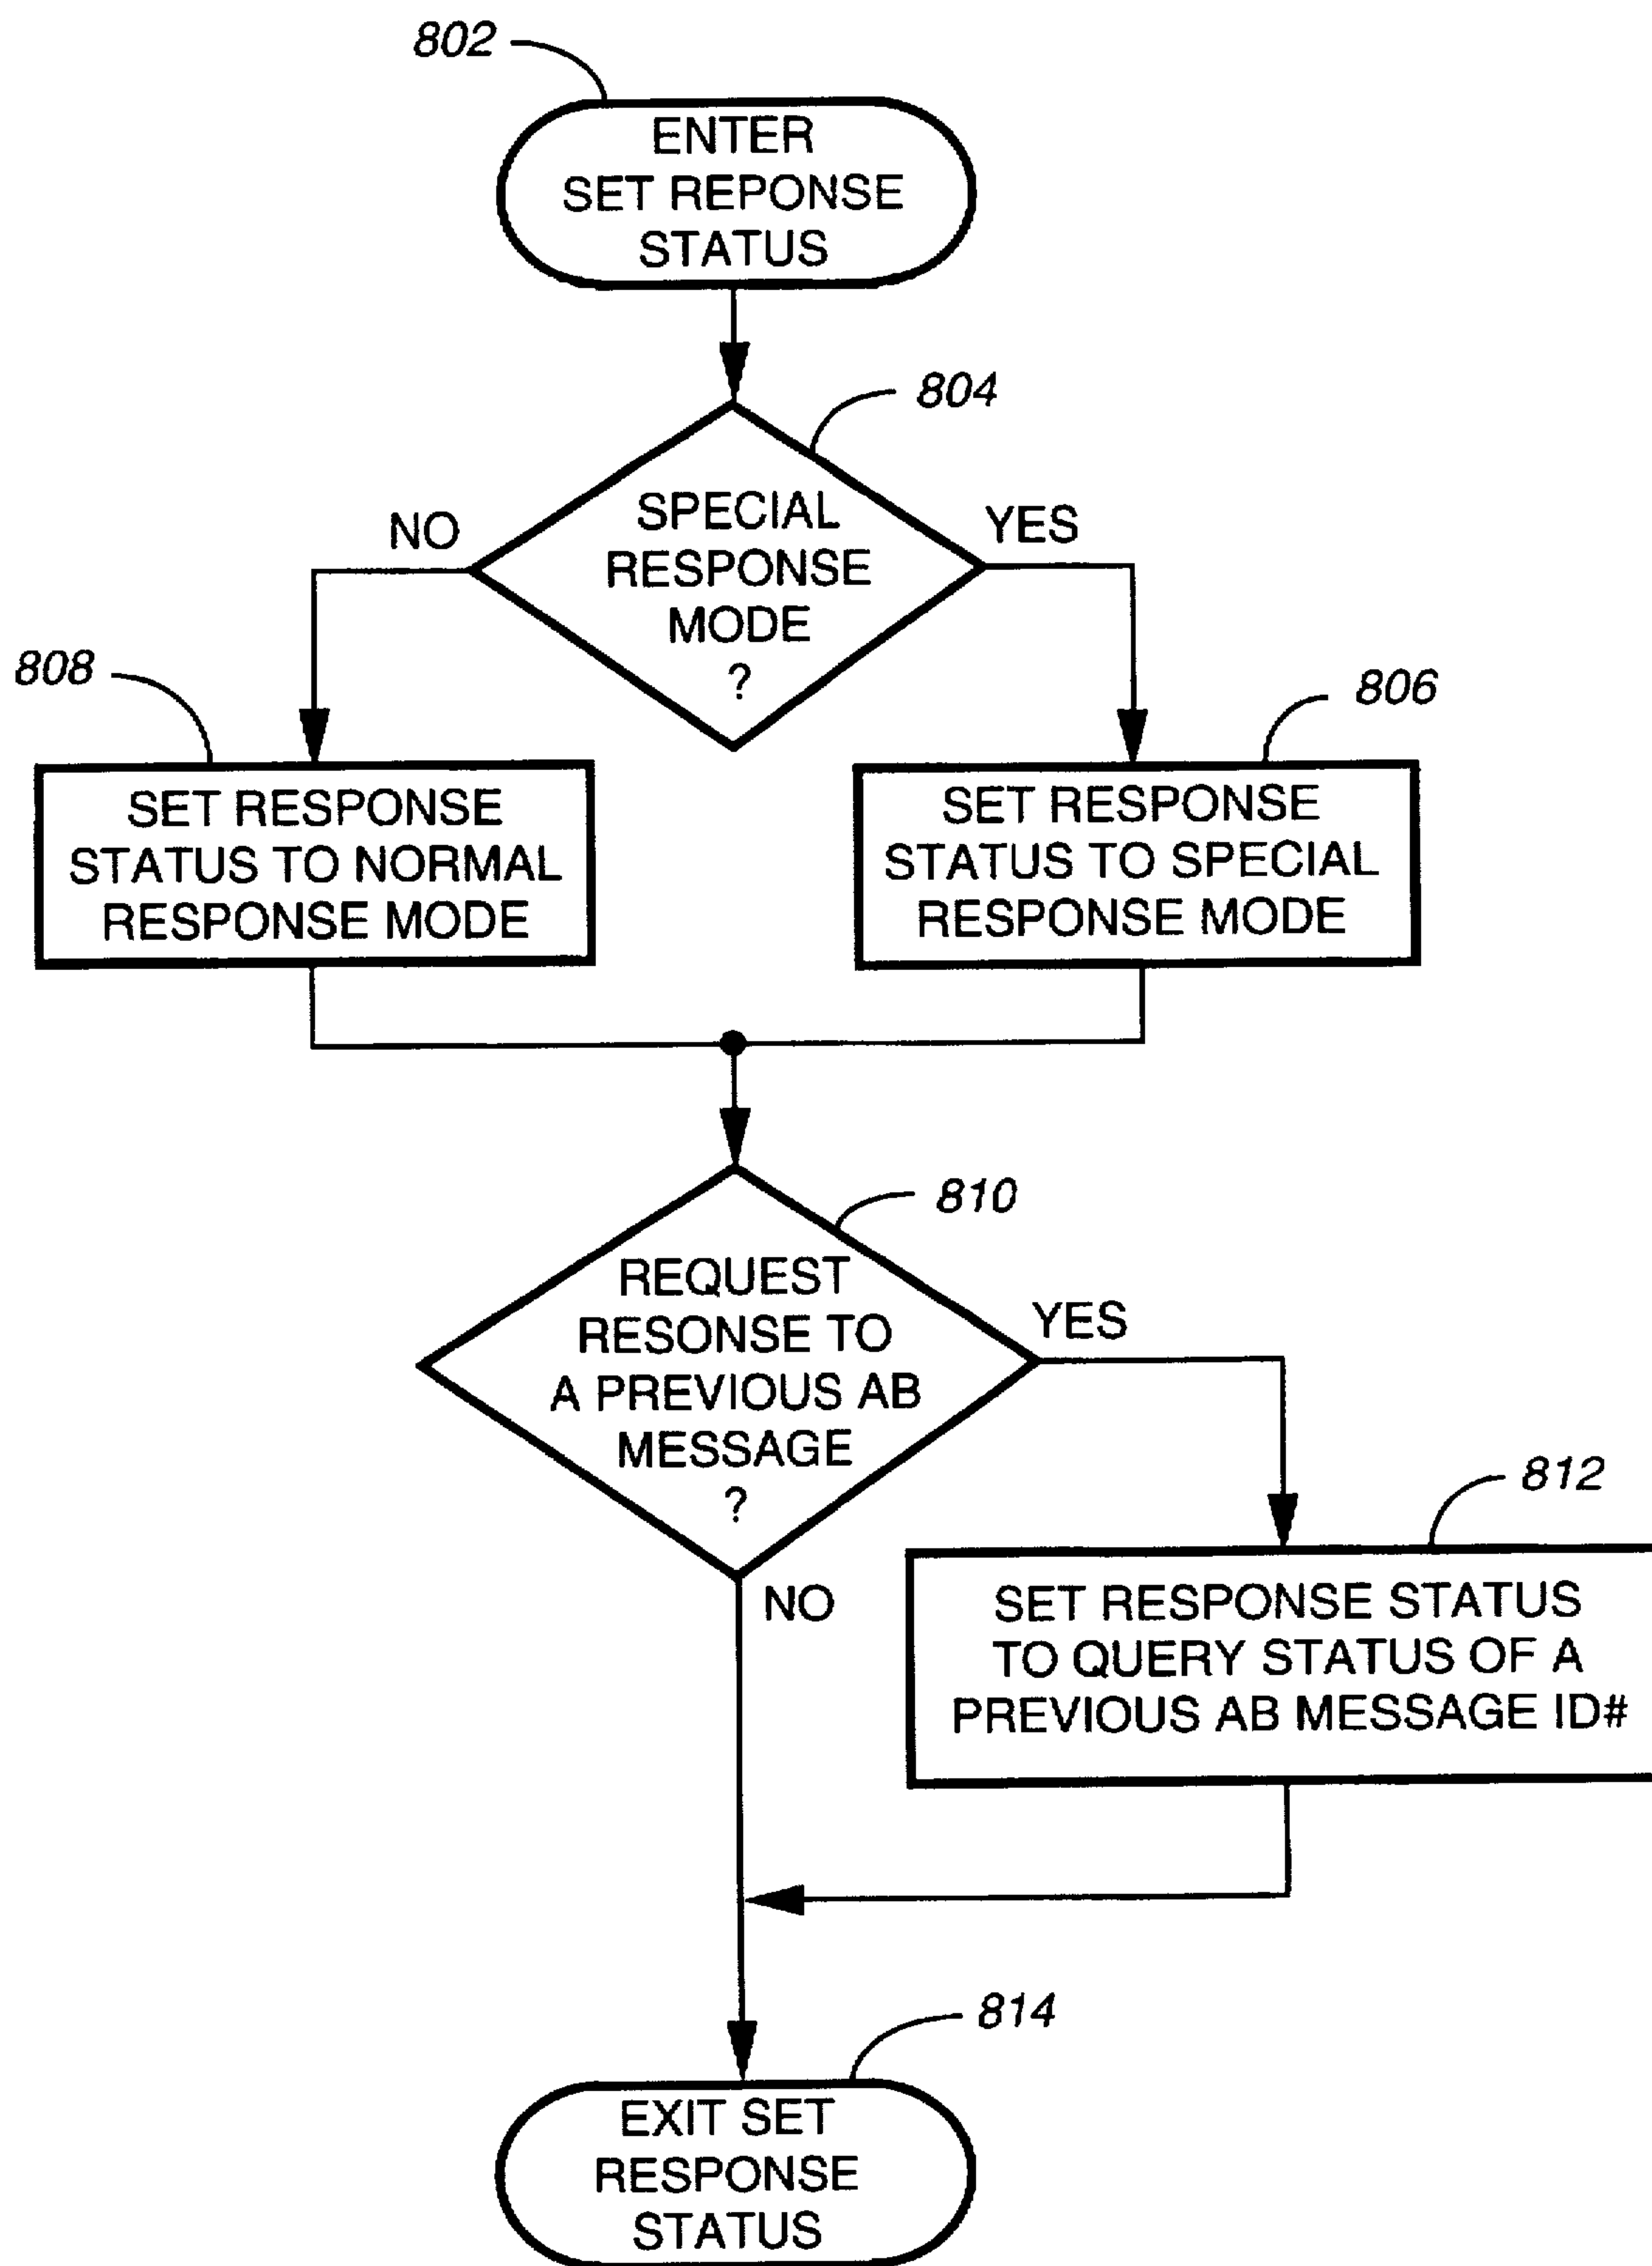 802
ENTER
SET REPONSE
STATUS
804
SPECIAL
RESPONSE
MODE
?
NO
YES
808
806
SET RESPONSE
STATUS TO NORMAL
RESPONSE MODE
SET RESPONSE
STATUS TO SPECIAL
RESPONSE MODE
810
REQUEST
RESONSE TO
A PREVIOUS AB
MESSAGE
?
YES
NO
812
SET RESPONSE STATUS
TO QUERY STATUS OF A
PREVIOUS AB MESSAGE ID#
814
EXIT SET
RESPONSE
STATUS